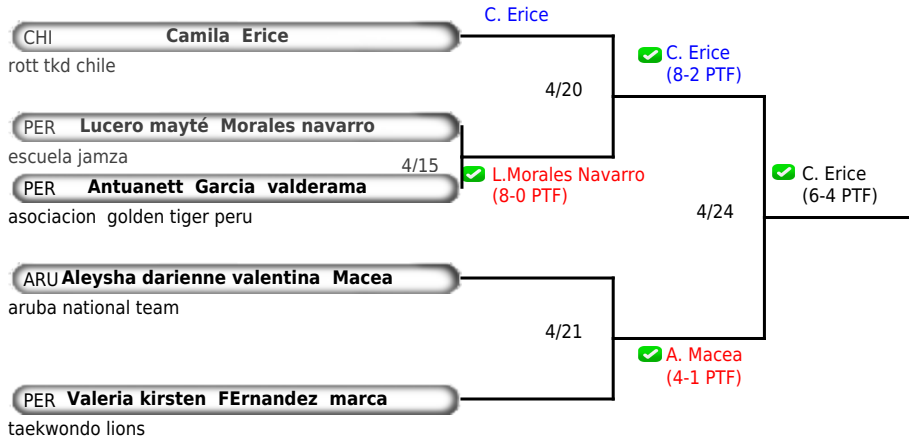 C. Erice
CHI Camila Erice
rott tkd chile
C. Erice
(8-2 PTF)
4/20
PER Lucero mayté Morales navarro
escuela jamza
4/15
L.Morales Navarro
(8-0 PTF)
PER Antuanett Garcia valderama
asociacion golden tiger peru
C. Erice
(6-4 PTF)
4/24
ARU Aleysha darienne valentina Macea
aruba national team
4/21
A. Macea
(4-1 PTF)
PER Valeria kirsten FErnandez marca
taekwondo lions